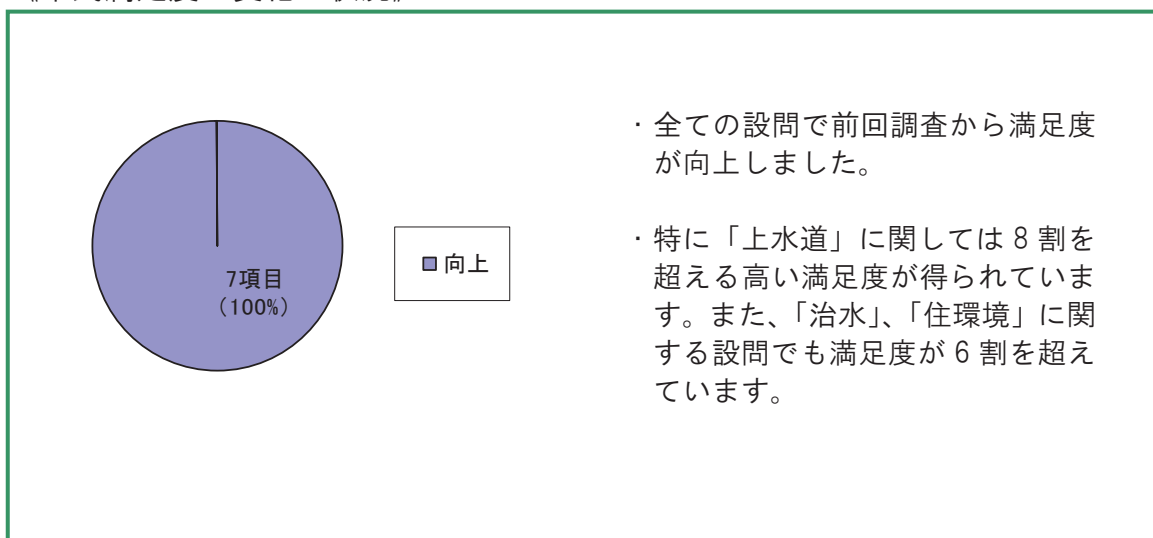 7項目
(100%)
向上
・全ての設問で前回調査から満足度
が向上しました。
・特に「上水道」に関しては8割を
超える高い満足度が得られていま
す。また、「治水」、「住環境」に関
する設問でも満足度が6割を超え
ています。